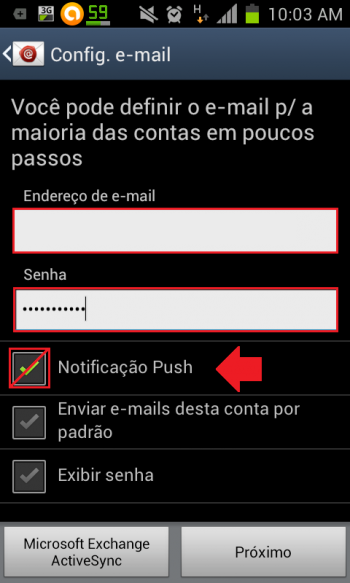 3G 59 H 10:03 AM
Config. e-mail
Você pode definir o e-mail p/ a
maioria das contas em poucos
passos
Endereço de e-mail
Senha
•••••••••••
Notificação Push
Enviar e-mails desta conta por
padrão
Exibir senha
Microsoft Exchange
ActiveSync
Próximo